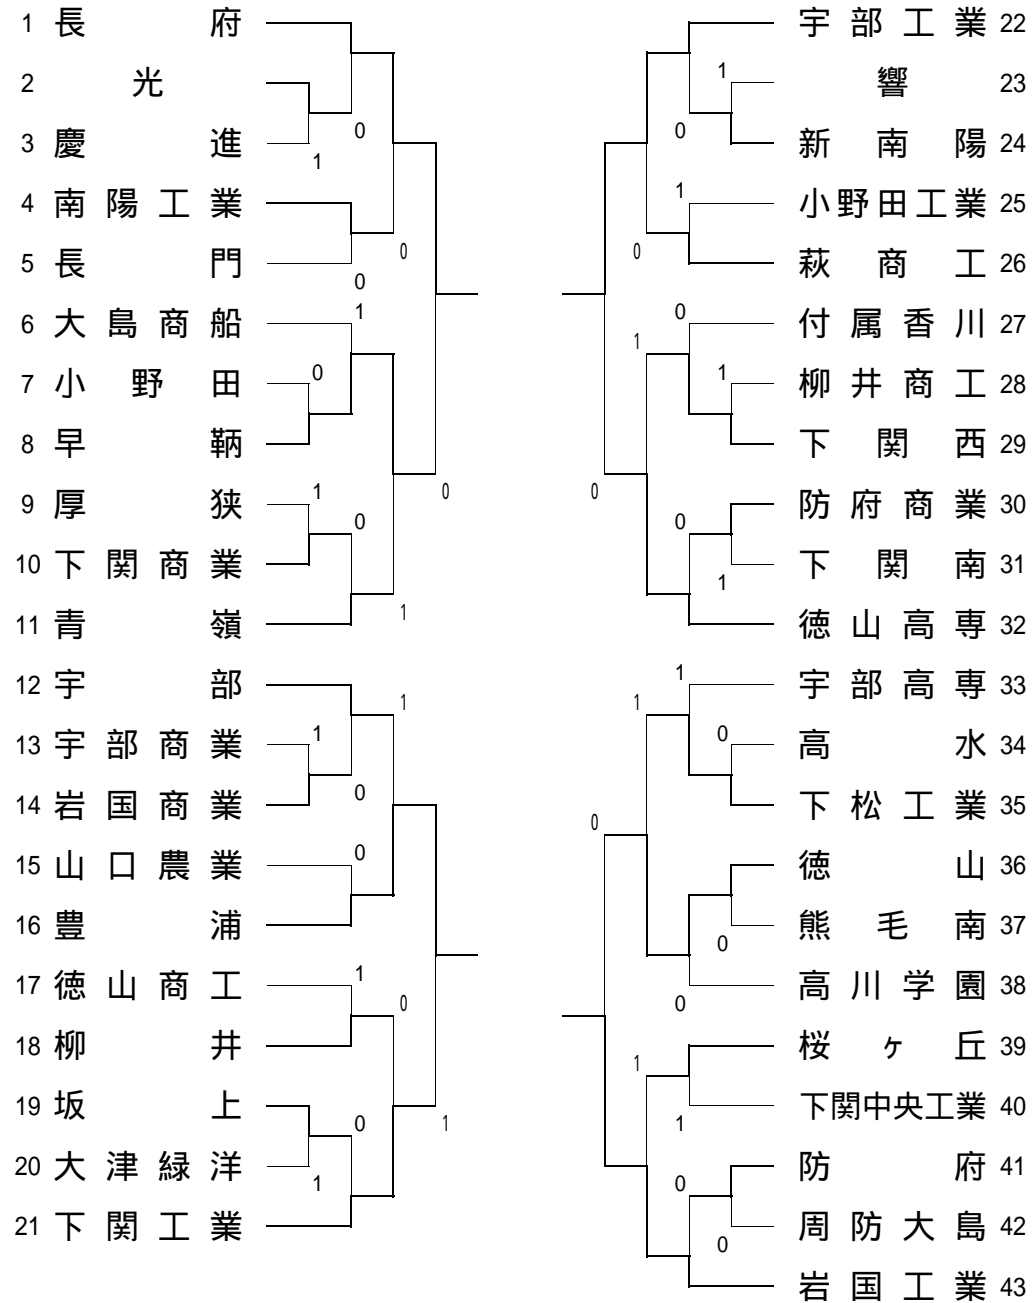 1 長府
2 光
0
3 慶進
1
4 南陽工業
0
5 長門
0
6 大島商船
1
7 小野田
0
8 早鞆
9 厚狭
1
0
0
10 下関商業
11 青嶺
1
12 宇部
1
13 宇部商業
1
14 岩国商業
0
15 山口農業
0
16 豊浦
17 徳山商工
1
0
18 柳井
19 坂上
0
1
20 大津緑洋
1
21 下関工業
宇部工業 22
1
響 23
0
新南陽 24
1
小野田工業 25
0
萩商工 26
0
付属香川 27
1
1
柳井商工 28
下関西 29
0
防府商業 30
0
下関南 31
1
徳山高専 32
1
1
宇部高専 33
0
高水 34
0
下松工業 35
徳山 36
熊毛南 37
0
高川学園 38
0
桜ヶ丘 39
1
下関中央工業 40
1
防府 41
0
周防大島 42
0
岩国工業 43